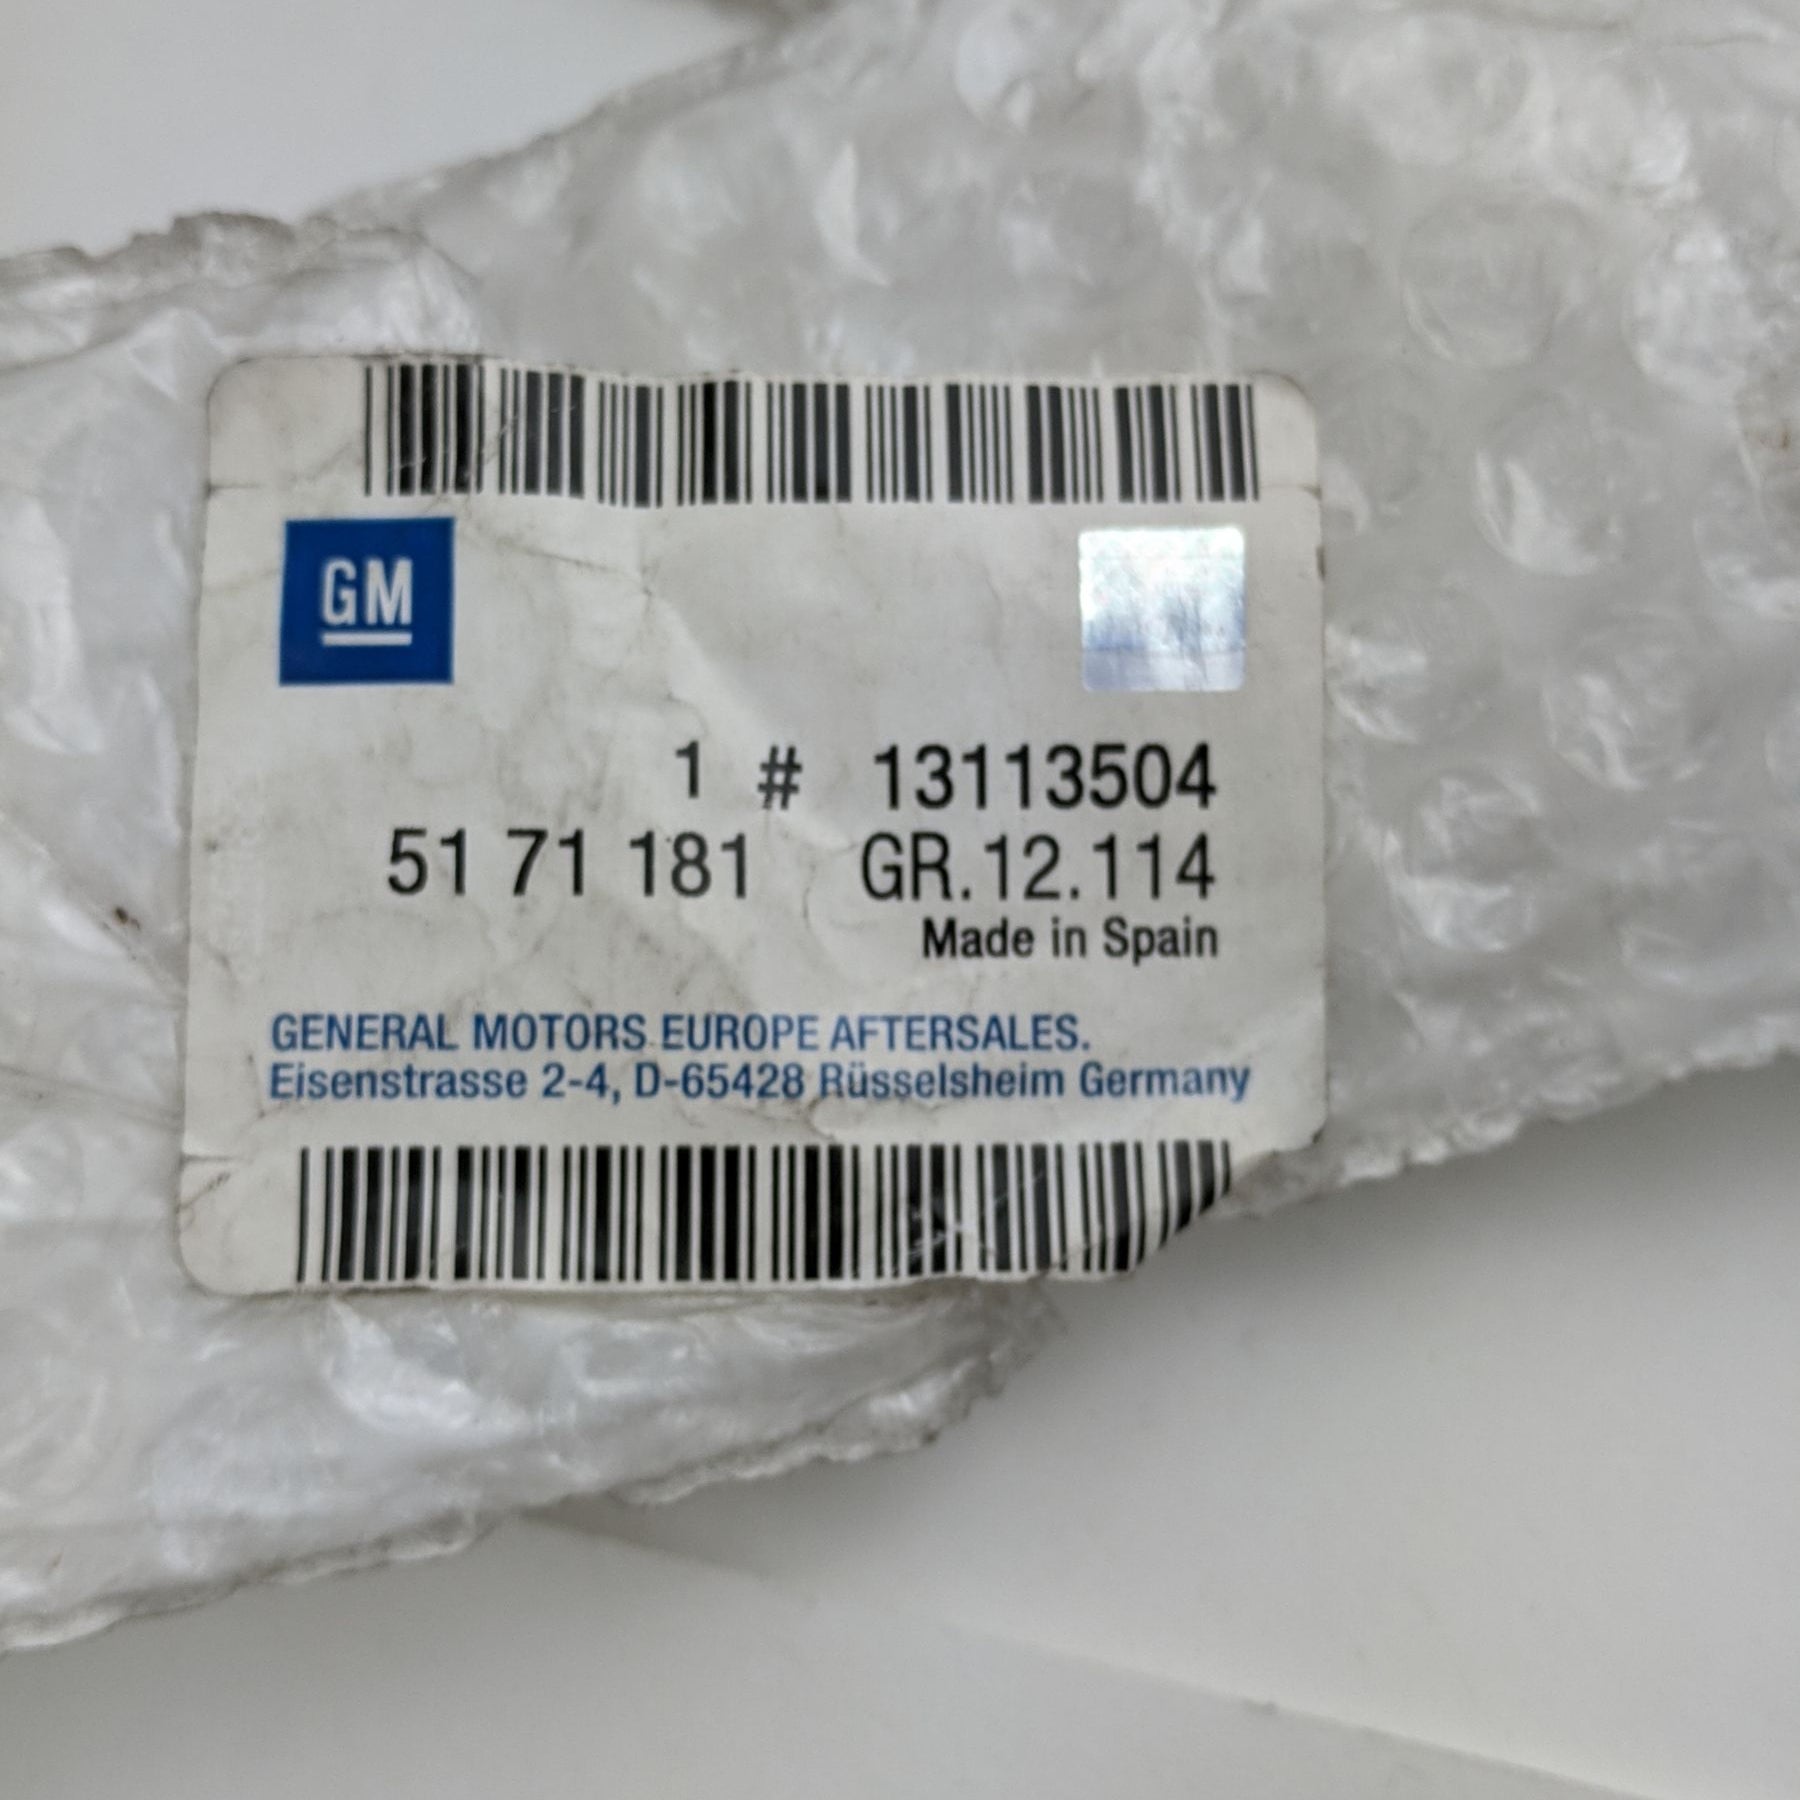 GM
1 # 13113504
51 71 181 GR.12.114
Made in Spain
GENERAL MOTORS EUROPE AFTERSALES.
Eisenstrasse 2-4, D-65428 Rüsselsheim Germany